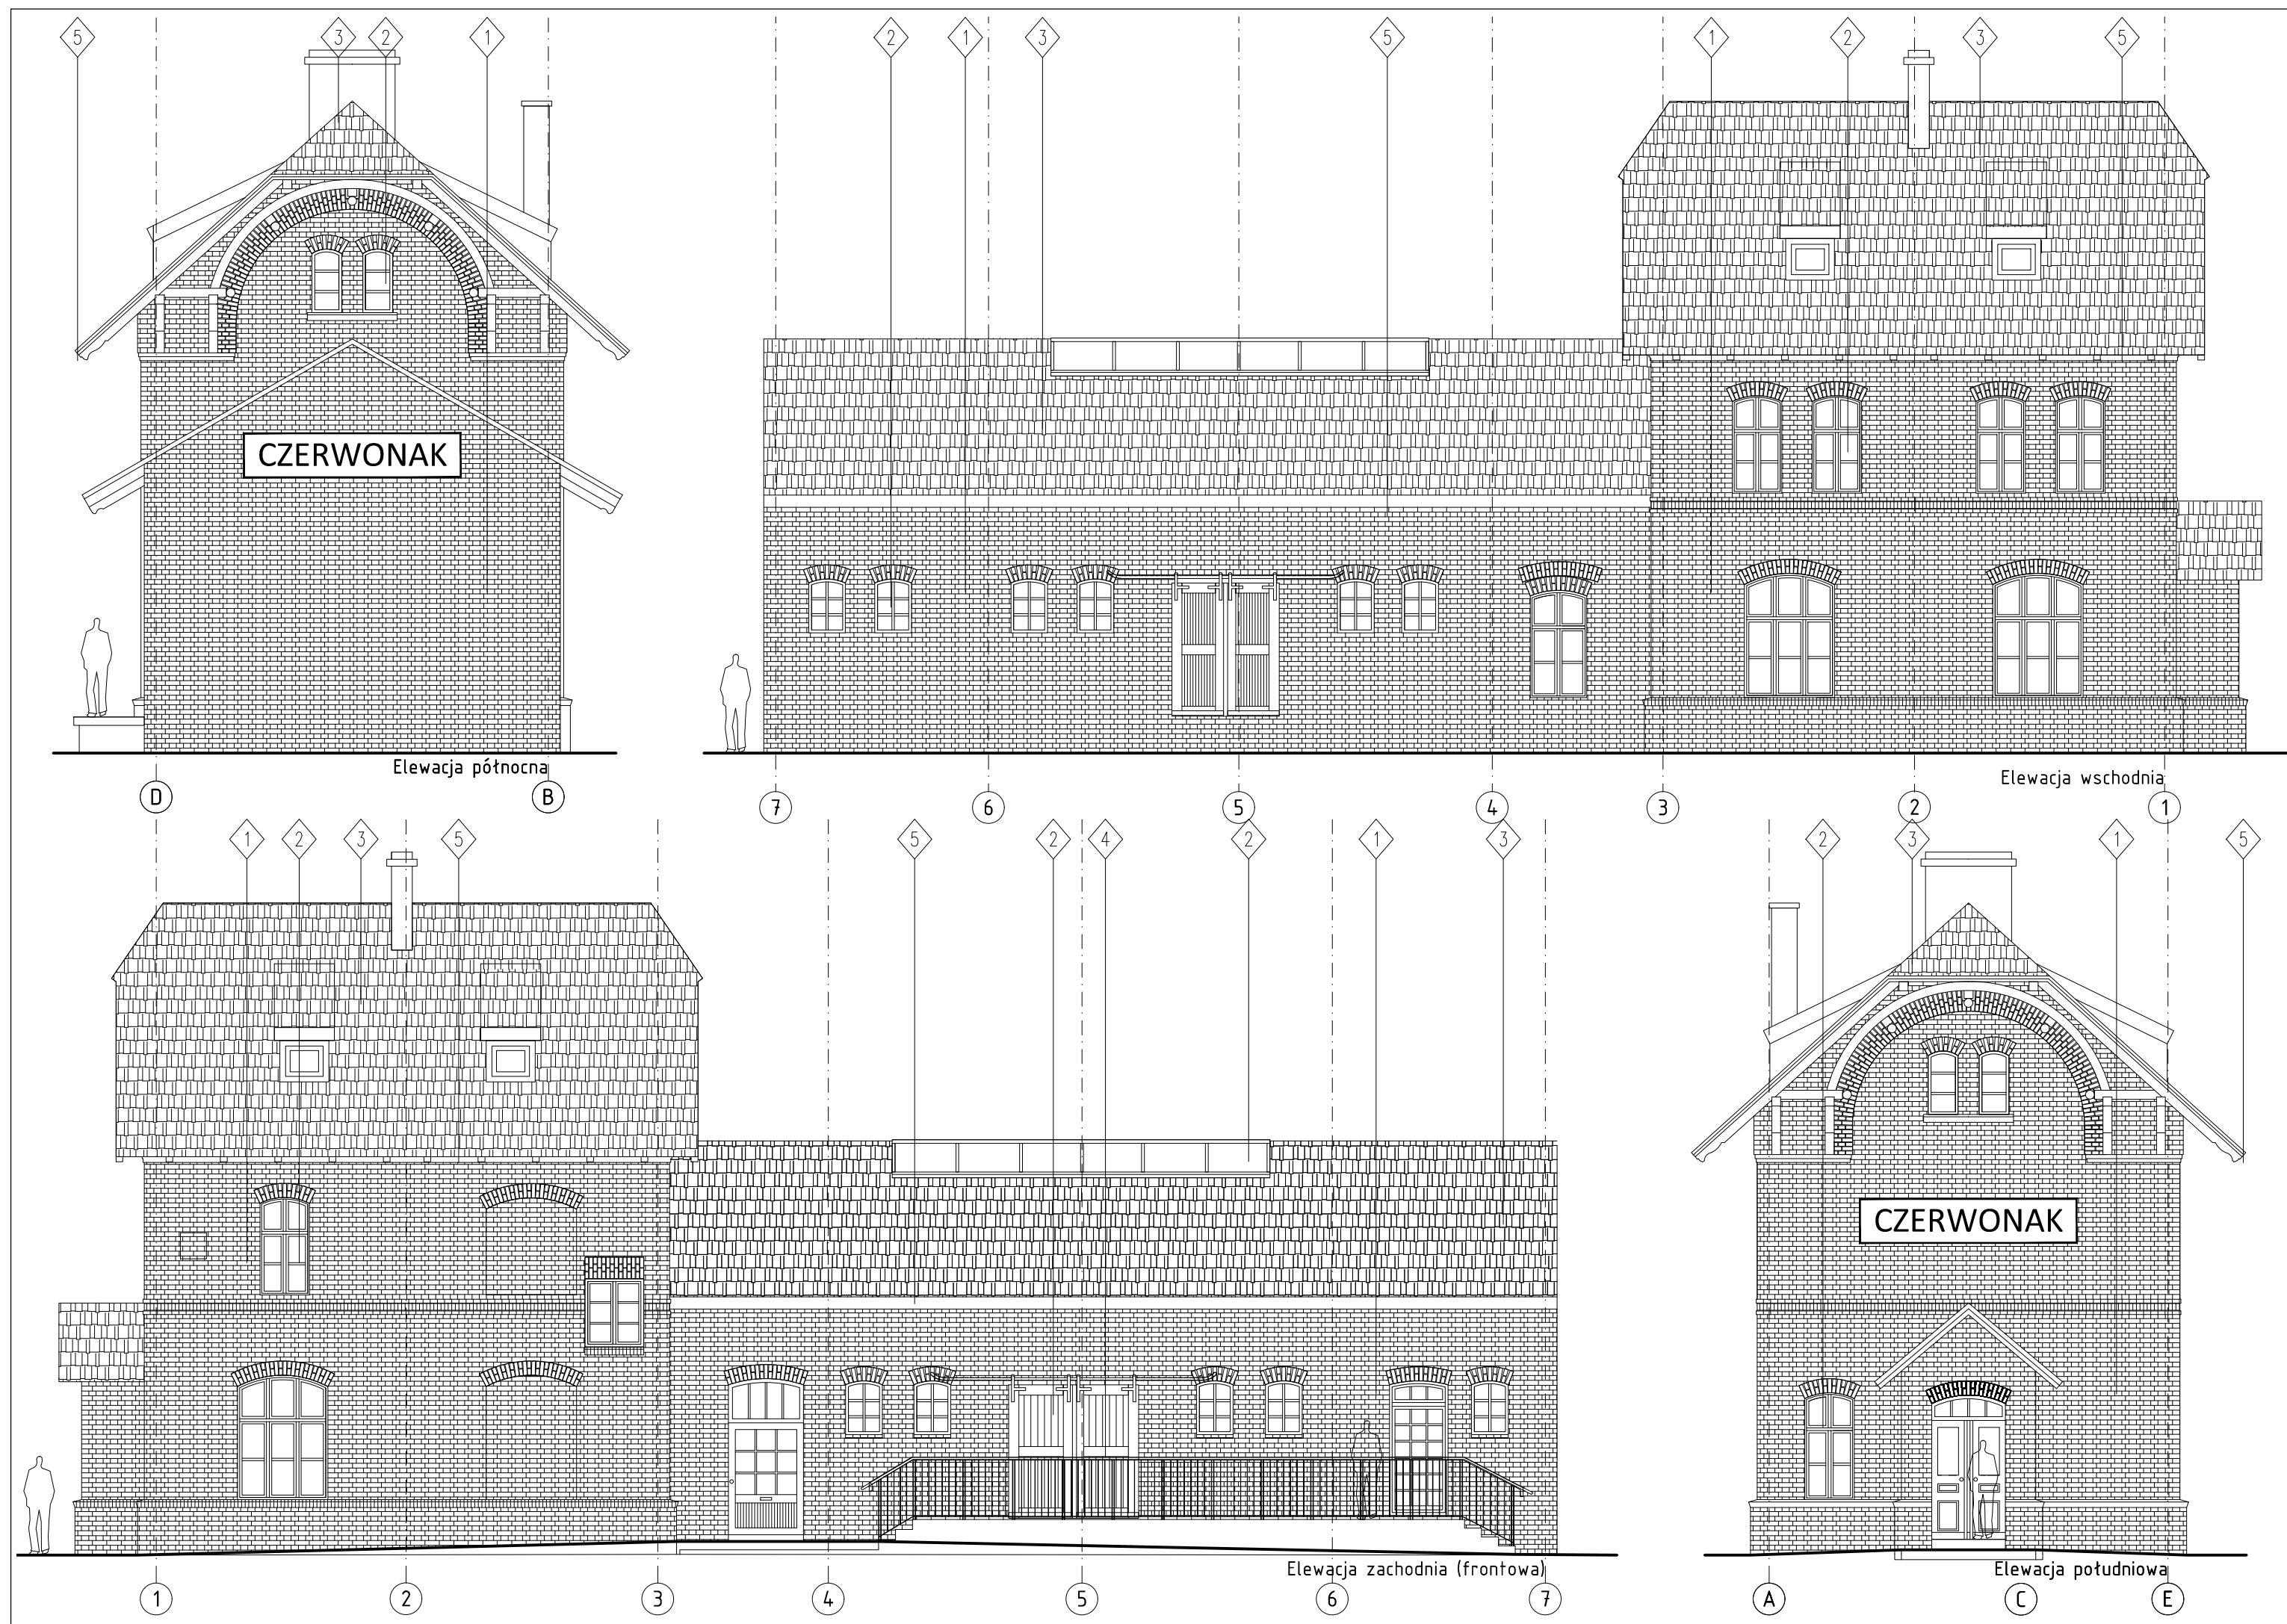 5 3 2 1
2 1 3 5 1 2 3 5
CZERWONAK
Elewacja północna
Elewacja wschodnia
D B
7 6 5 4 3 2 1
1 2 3 5 5 2 4 2 1 3
2 3 1 5
CZERWONAK
Elewacja zachodnia (frontowa)
Elewacja południowa
1 2 3 4 5 6 7
A C E